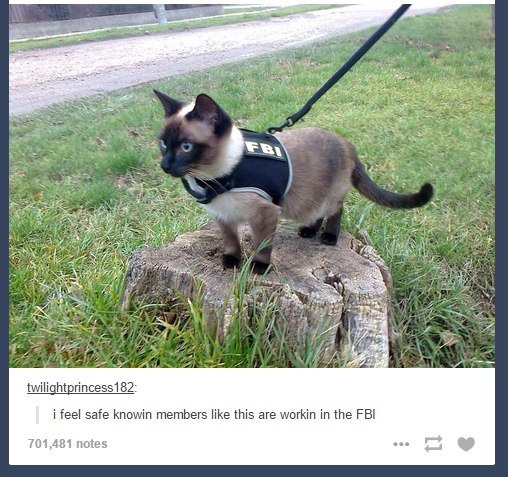 FBI
twilightprincess182:
i feel safe knowin members like this are workin in the FBI
701,481 notes